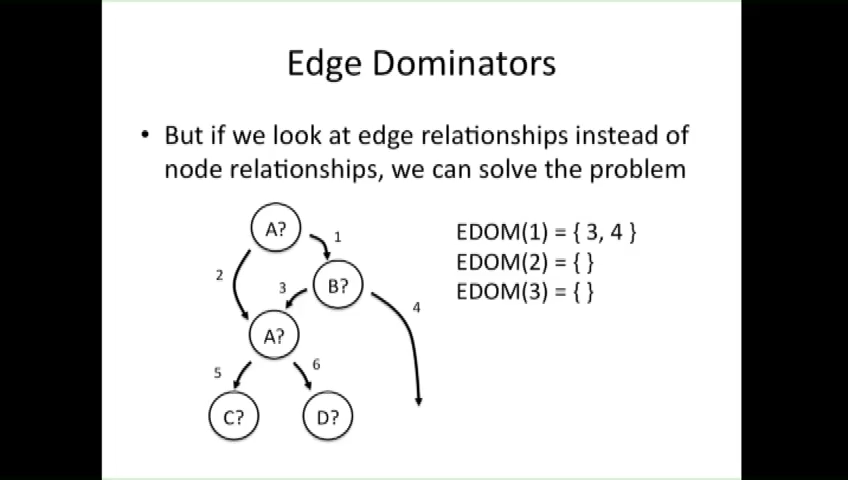 Edge Dominators
• But if we look at edge relationships instead of
node relationships, we can solve the problem
A?
1
EDOM(1) = { 3, 4 }
EDOM(2) = { }
EDOM(3) = { }
2
3
B?
4
A?
5
6
C?
D?